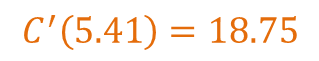 C′(5.41) = 18.75